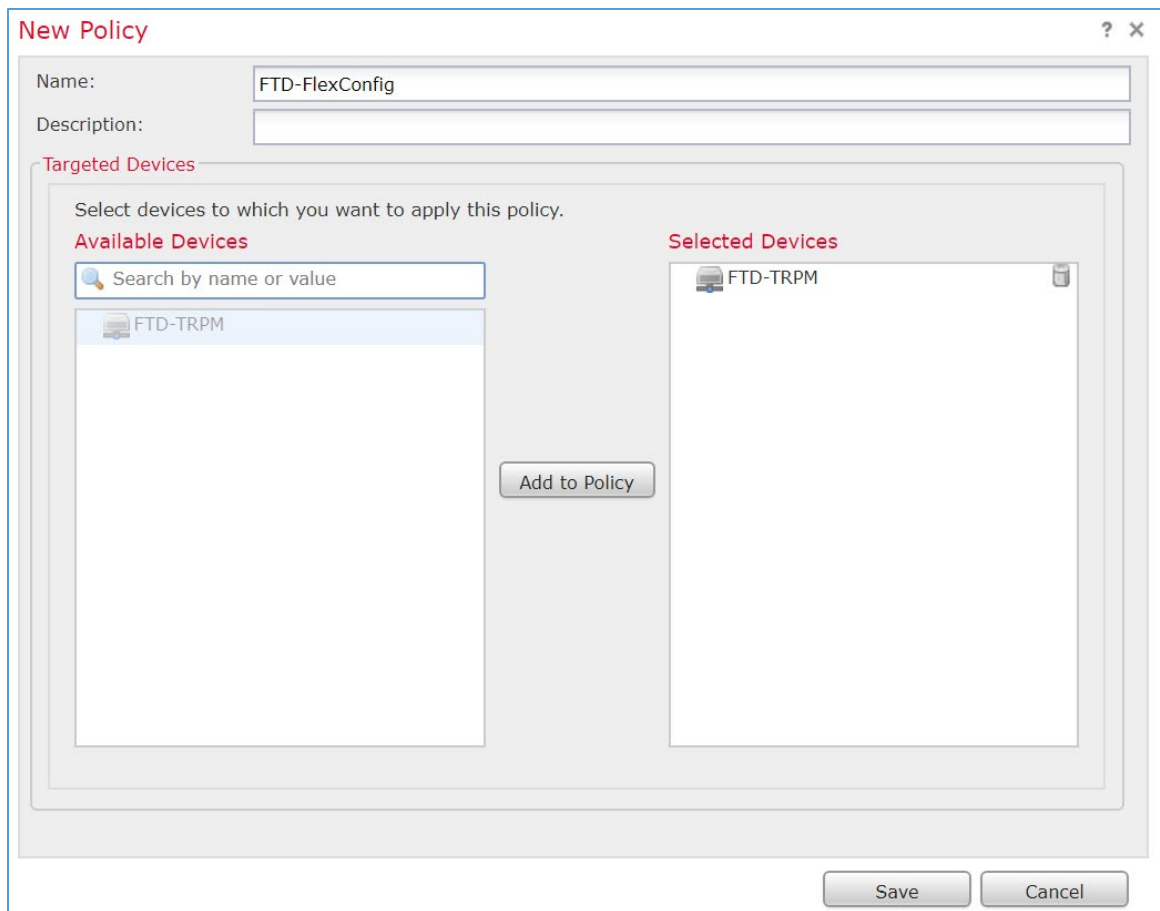 New Policy
Name:
FTD-FlexConfig
Description:
Targeted Devices
Select devices to which you want to apply this policy.
Available Devices
Search by name or value
FTD-TRPM
Add to Policy
Selected Devices
FTD-TRPM
Save
Cancel